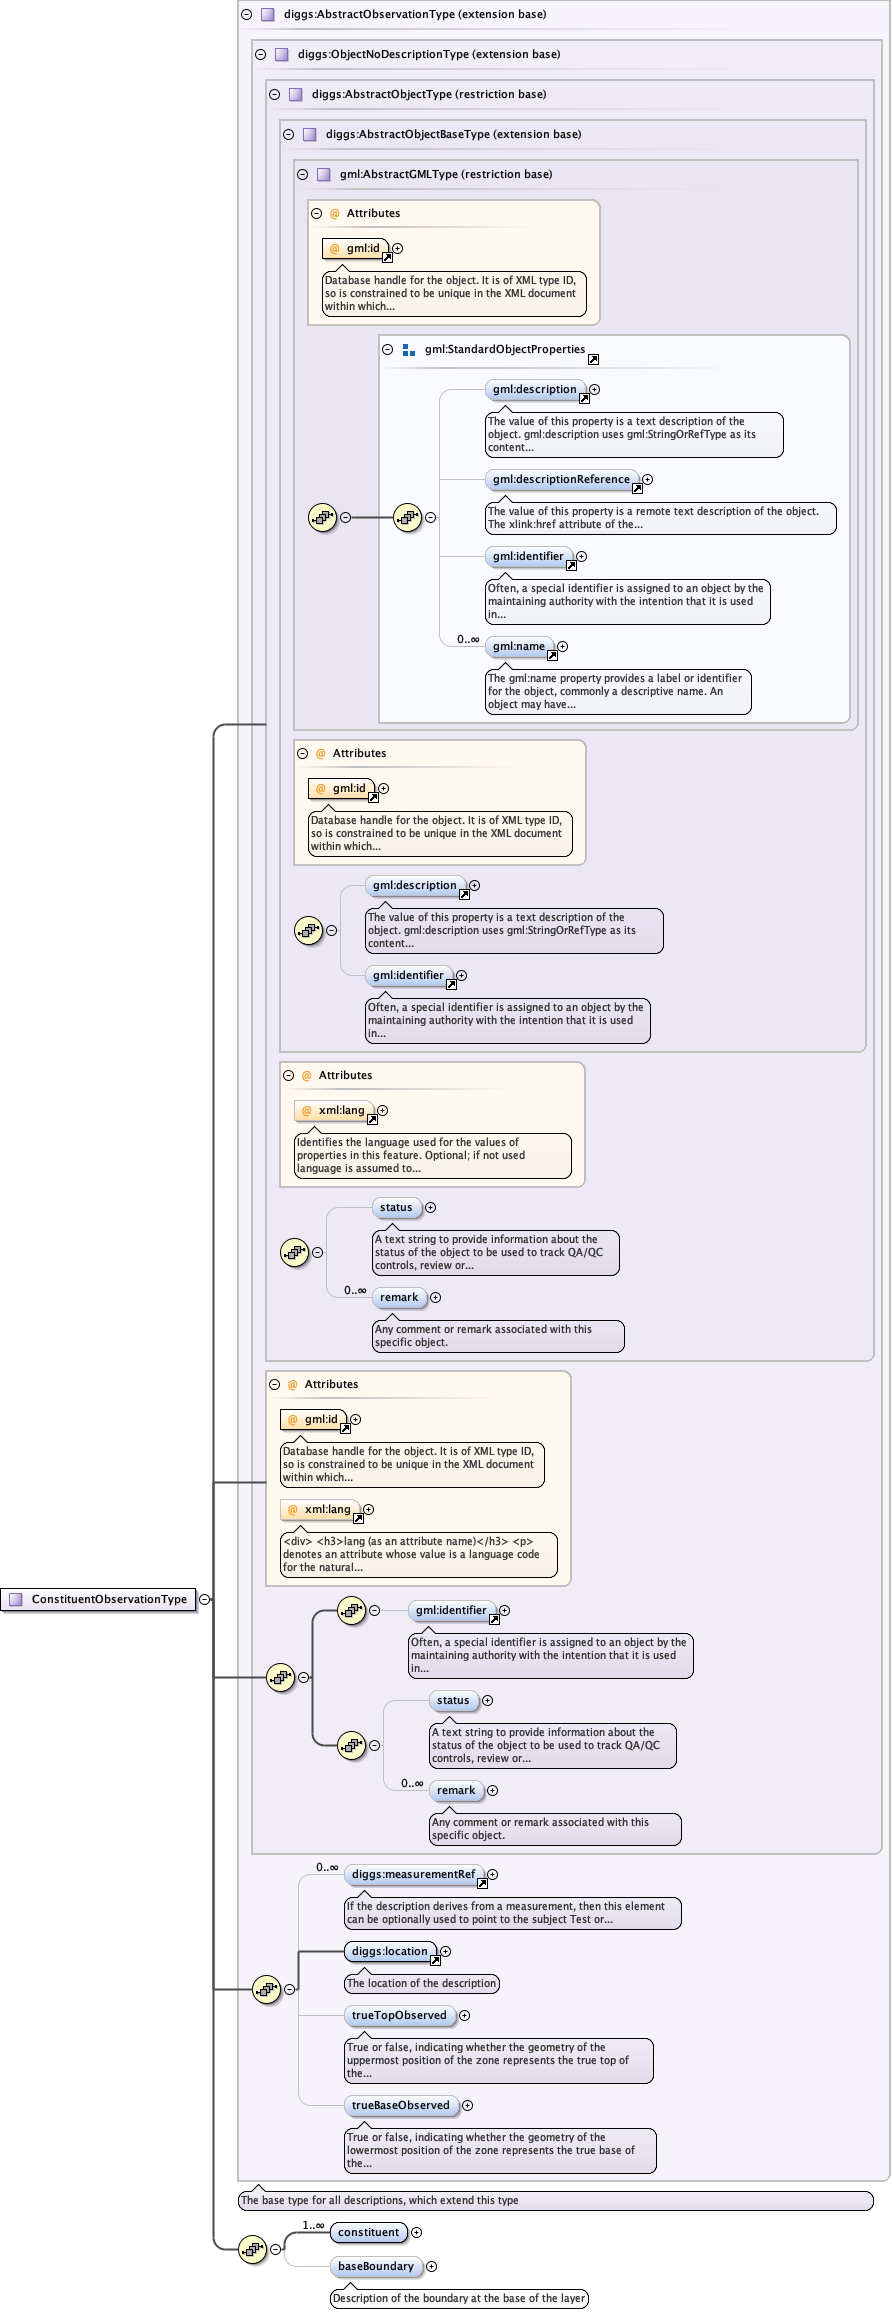 diggs:AbstractObservationType (extension base)
diggs:ObjectNoDescriptionType (extension base)
diggs:AbstractObjectType (restriction base)
diggs:AbstractObjectBaseType (extension base)
gml:AbstractGMLType (restriction base)
@ Attributes
@ gml:id
Database handle for the object. It is of XML type ID,
so is constrained to be unique in the XML document
within which...
gml:StandardObjectProperties
gml:description
The value of this property is a text description of the
object. gml:description uses gml:StringOrRefType as its
content...
gml:descriptionReference
The value of this property is a remote text description of the object.
The xlink:href attribute of the...
gml:identifier
Often, a special identifier is assigned to an object by the
maintaining authority with the intention that it is used
in...
0..∞
gml:name
The gml:name property provides a label or identifier
for the object, commonly a descriptive name. An
object may have...
@ Attributes
@ gml:id
Database handle for the object. It is of XML type ID,
so is constrained to be unique in the XML document
within which...
gml:description
The value of this property is a text description of the
object. gml:description uses gml:StringOrRefType as its
content...
gml:identifier
Often, a special identifier is assigned to an object by the
maintaining authority with the intention that it is used
in...
@ Attributes
@ xml:lang
Identifies the language used for the values of
properties in this feature. Optional; if not used
language is assumed to...
status
A text string to provide information about the
status of the object to be used to track QA/QC
controls, review or...
0..∞
remark
Any comment or remark associated with this
specific object.
@ Attributes
@ gml:id
Database handle for the object. It is of XML type ID,
so is constrained to be unique in the XML document
within which...
@ xml:lang
<div> <h3>lang (as an attribute name)</h3> <p>
denotes an attribute whose value is a language code
for the natural...
ConstituentObservationType
gml:identifier
Often, a special identifier is assigned to an object by the
maintaining authority with the intention that it is used
in...
status
A text string to provide information about the
status of the object to be used to track QA/QC
controls, review or...
0..∞
remark
Any comment or remark associated with this
specific object.
0..∞
diggs:measurementRef
If the description derives from a measurement, then this element
can be optionally used to point to the subject Test or...
diggs:location
The location of the description
trueTopObserved
True or false, indicating whether the geometry of the
uppermost position of the zone represents the true top of
the...
trueBaseObserved
True or false, indicating whether the geometry of the
lowermost position of the zone represents the true base of
the...
The base type for all descriptions, which extend this type
1..∞
constituent
baseBoundary
Description of the boundary at the base of the layer